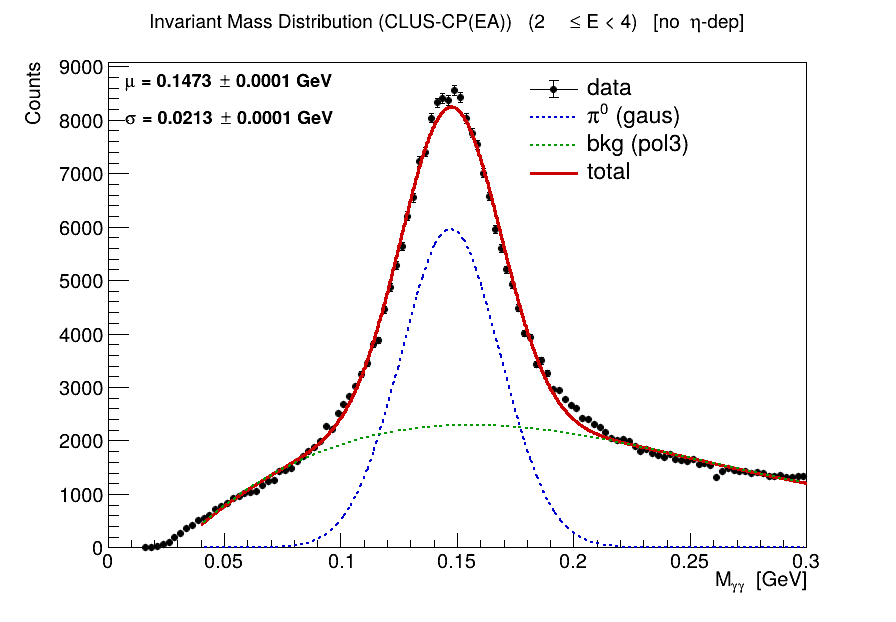 Invariant Mass Distribution (CLUS-CP(EA)) (2 ≤ E < 4) [no η-dep]
Counts
9000
8000
7000
6000
5000
4000
3000
2000
1000
0
μ = 0.1473 ± 0.0001 GeV
σ = 0.0213 ± 0.0001 GeV
data
π⁰ (gaus)
bkg (pol3)
total
0 0.05 0.1 0.15 0.2 0.25 0.3
Mγγ [GeV]